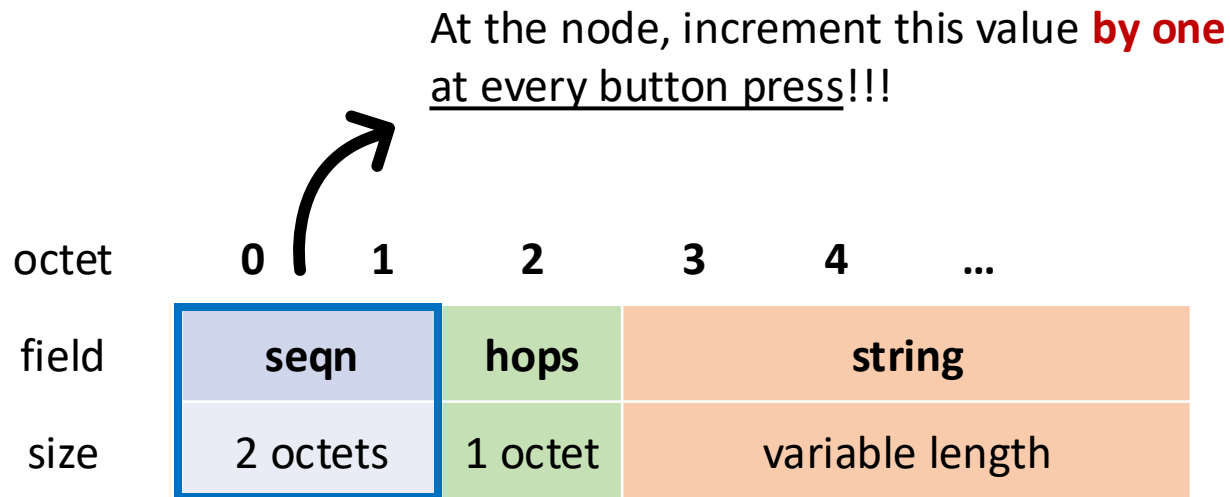 At the node, increment this value by one
at every button press!!!
octet 0 1 2 3 4 ...
field seqn hops string
size 2 octets 1 octet variable length